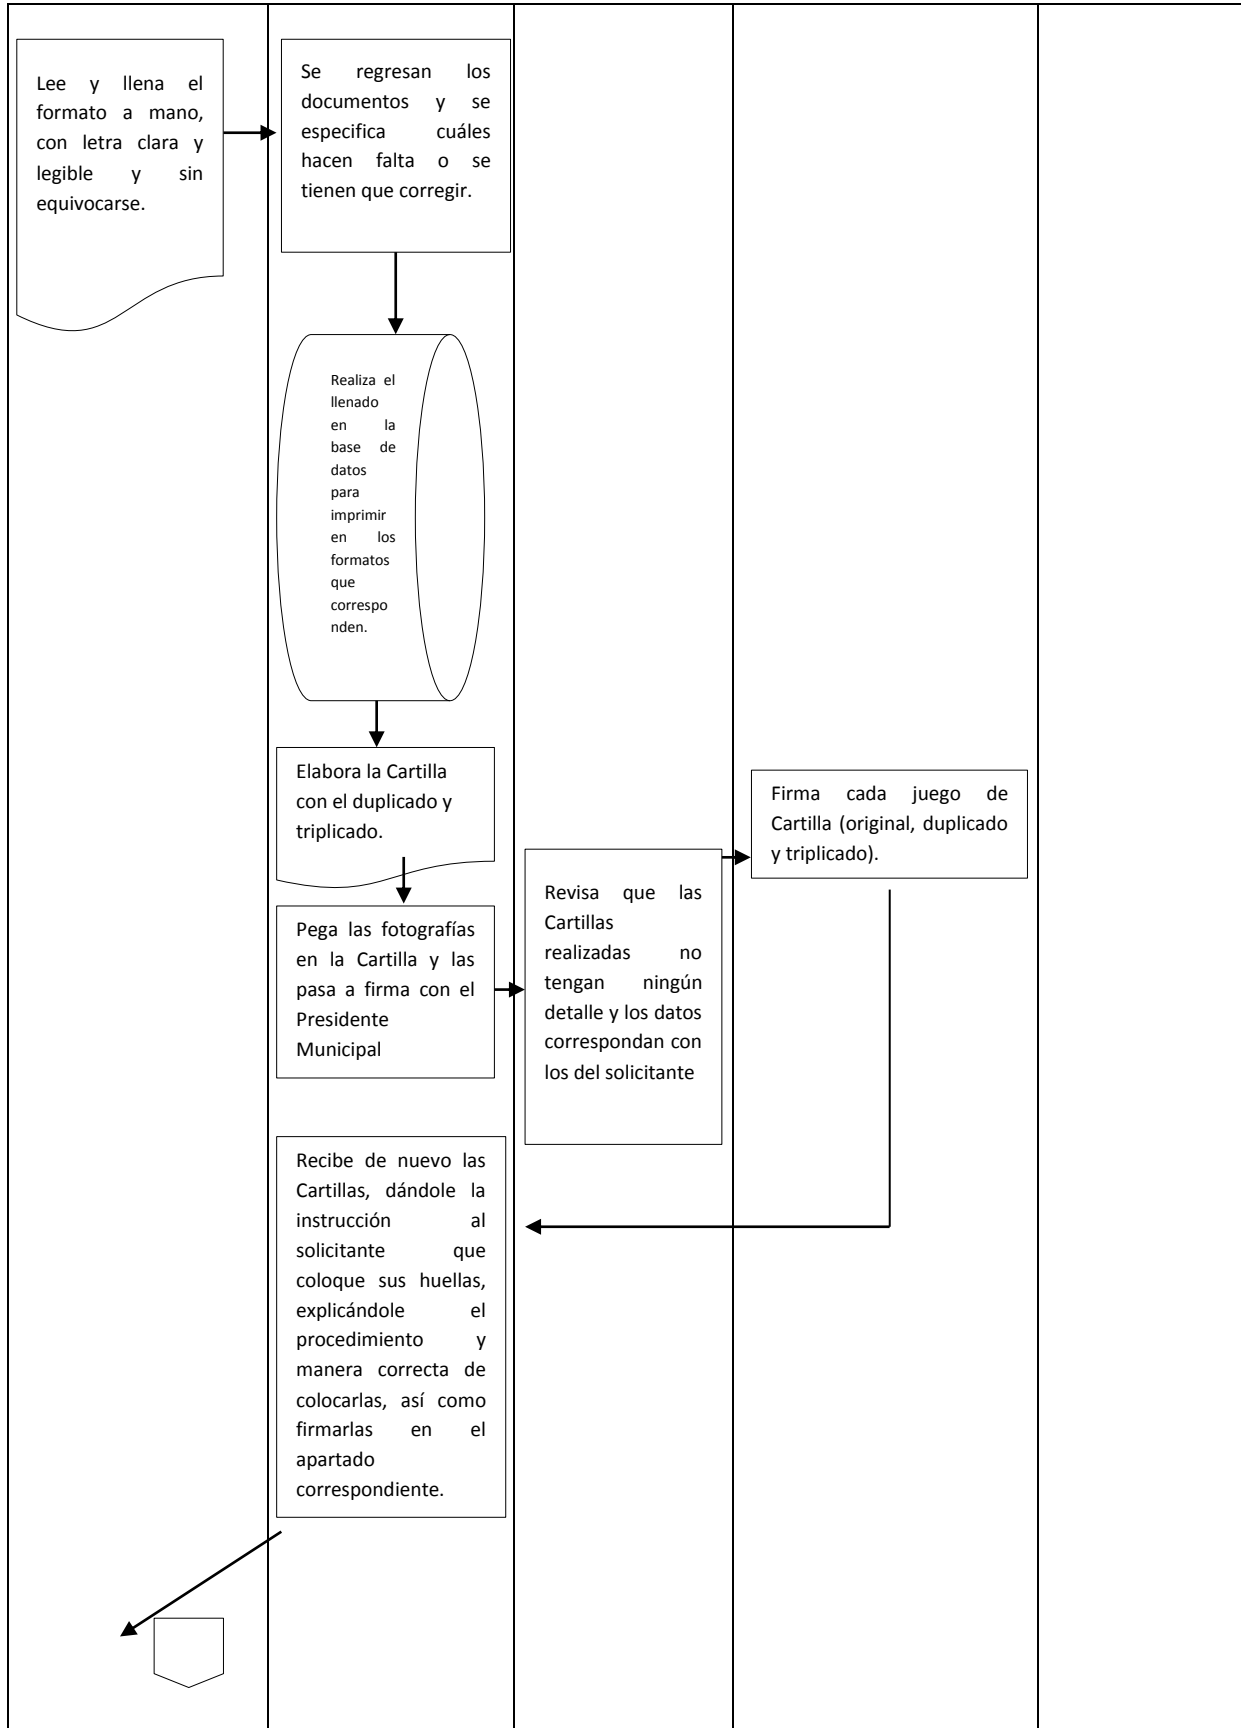 Lee y llena el
formato a mano,
con letra clara y
legible y sin
equivocarse.
Se regresan los
documentos y se
especifica cuáles
hacen falta o se
tienen que corregir.
Realiza el
llenado
en la
base de
datos
para
imprimir
en los
formatos
que
correspo
nden.
Elabora la Cartilla
con el duplicado y
triplicado.
Pega las fotografías
en la Cartilla y las
pasa a firma con el
Presidente
Municipal
Revisa que las
Cartillas
realizadas no
tengan ningún
detalle y los datos
correspondan con
los del solicitante
Firma cada juego de
Cartilla (original, duplicado
y triplicado).
Recibe de nuevo las
Cartillas, dándole la
instrucción al
solicitante que
coloque sus huellas,
explicándole el
procedimiento y
manera correcta de
colocarlas, así como
firmarlas en el
apartado
correspondiente.